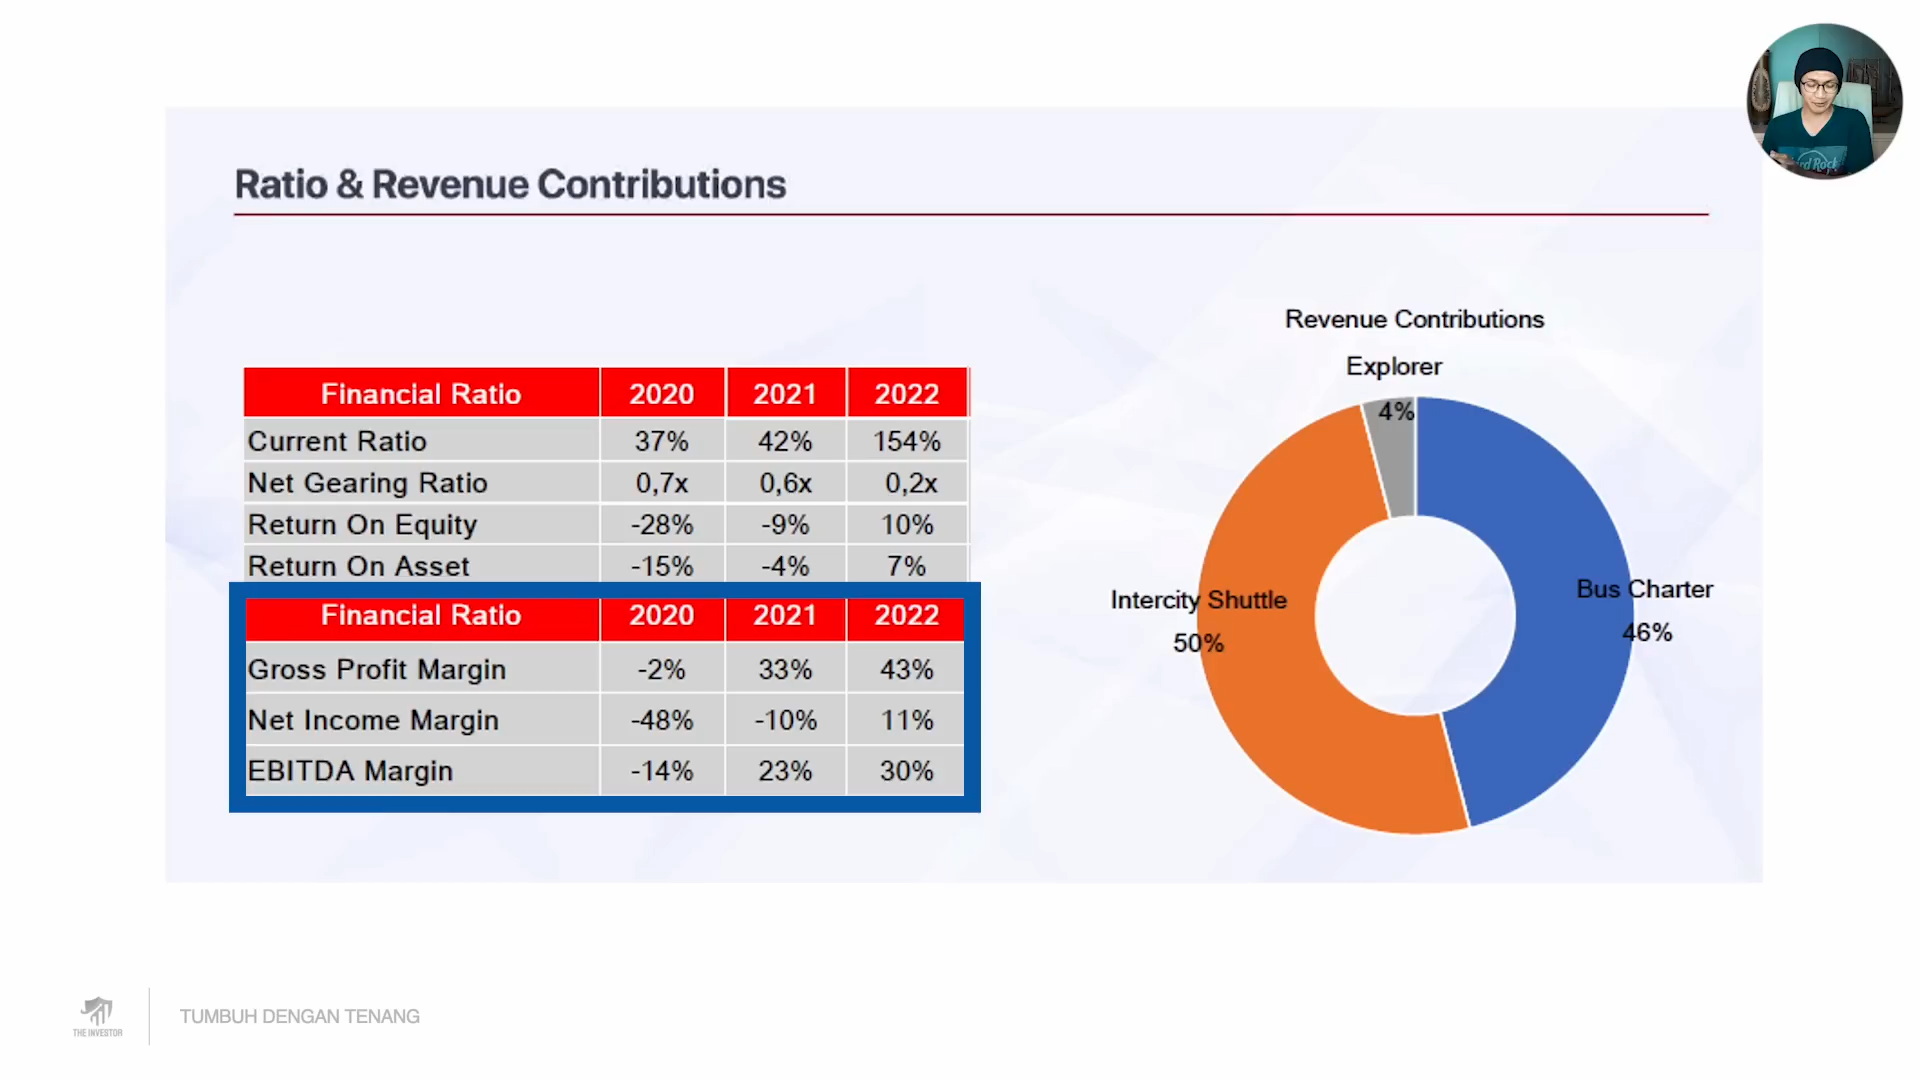 Ratio & Revenue Contributions
Financial Ratio 2020 2021 2022
Current Ratio 37% 42% 154%
Net Gearing Ratio 0,7x 0,6x 0,2x
Return On Equity -28% -9% 10%
Return On Asset -15% -4% 7%
Financial Ratio 2020 2021 2022
Gross Profit Margin -2% 33% 43%
Net Income Margin -48% -10% 11%
EBITDA Margin -14% 23% 30%
Revenue Contributions
Explorer
4%
Intercity Shuttle
50%
Bus Charter
46%
THE INVESTOR
TUMBUH DENGAN TENANG